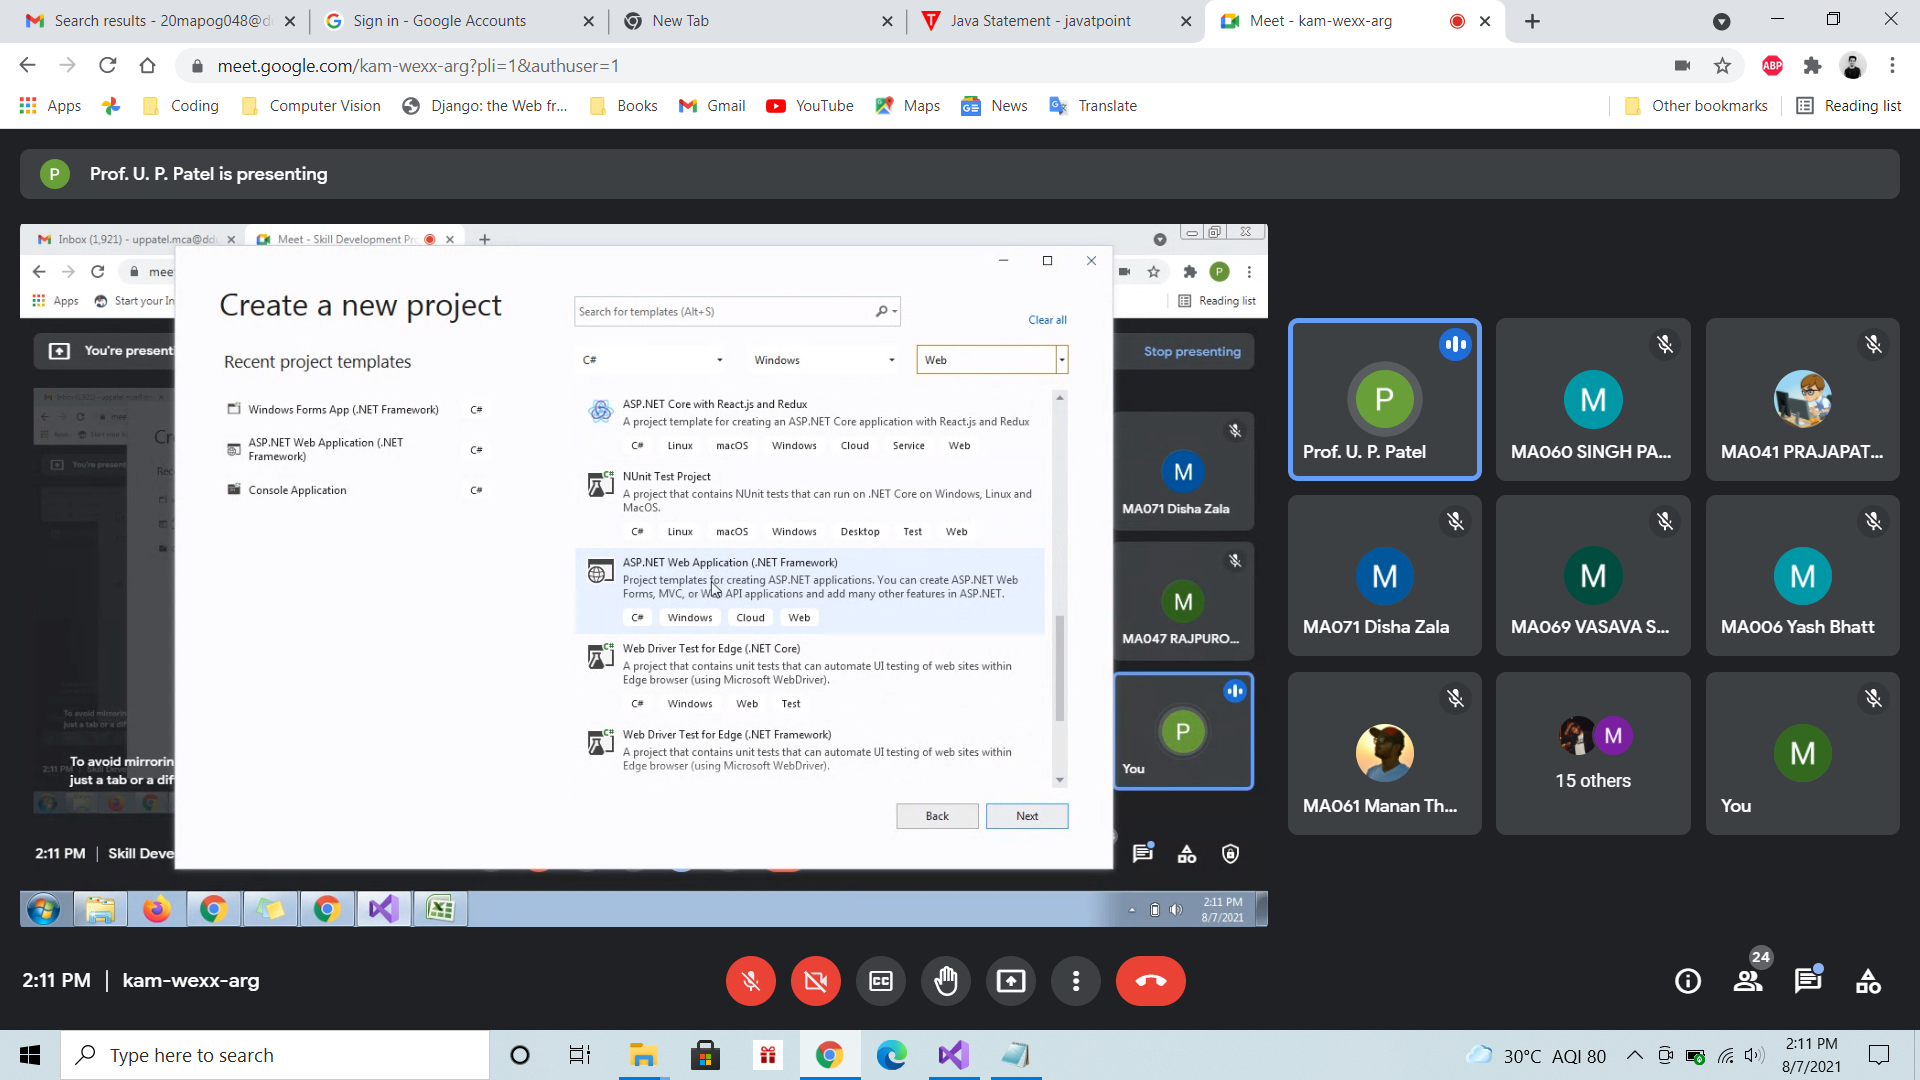 Search results - 20mapog048@d
Sign in - Google Accounts
New Tab
Java Statement - javatpoint
Meet - kam-wexx-arg
meet.google.com/kam-wexx-arg?pli=1&authuser=1
ABP
Apps
Coding
Computer Vision
Django: the Web fr...
Books
Gmail
YouTube
Maps
News
Translate
Other bookmarks
Reading list
P
Prof. U. P. Patel is presenting
Inbox (1,921) - uppatel.mca@dd
Meet - Skill Development Pr
mee
P
Apps
Start your In
Reading list
You're present
Stop presenting
Create a new project
Search for templates (Alt+S)
Clear all
Recent project templates
C#
Windows
Web
Windows Forms App (.NET Framework)
C#
ASP.NET Web Application (.NET
Framework)
C#
Console Application
C#
ASP.NET Core with React.js and Redux
A project template for creating an ASP.NET Core application with React.js and Redux
C# Linux macOS Windows Cloud Service Web
NUnit Test Project
A project that contains NUnit tests that can run on .NET Core on Windows, Linux and
MacOS.
C# Linux macOS Windows Desktop Test Web
ASP.NET Web Application (.NET Framework)
Project templates for creating ASP.NET applications. You can create ASP.NET Web
Forms, MVC, or Web API applications and add many other features in ASP.NET.
C# Windows Cloud Web
Web Driver Test for Edge (.NET Core)
A project that contains unit tests that can automate UI testing of web sites within
Edge browser (using Microsoft WebDriver).
C# Windows Web Test
Web Driver Test for Edge (.NET Framework)
A project that contains unit tests that can automate UI testing of web sites within
Edge browser (using Microsoft WebDriver).
Back
Next
To avoid mirrorin
just a tab or a dif
2:11 PM | Skill Deve
M
MA071 Disha Zala
M
MA047 RAJPURO...
P
You
2:11 PM
8/7/2021
P
Prof. U. P. Patel
M
MA060 SINGH PA...
MA041 PRAJAPAT...
M
MA071 Disha Zala
M
MA069 VASAVA S...
M
MA006 Yash Bhatt
MA061 Manan Th...
M
15 others
M
You
2:11 PM | kam-wexx-arg
24
Type here to search
30°C AQI 80
2:11 PM
8/7/2021